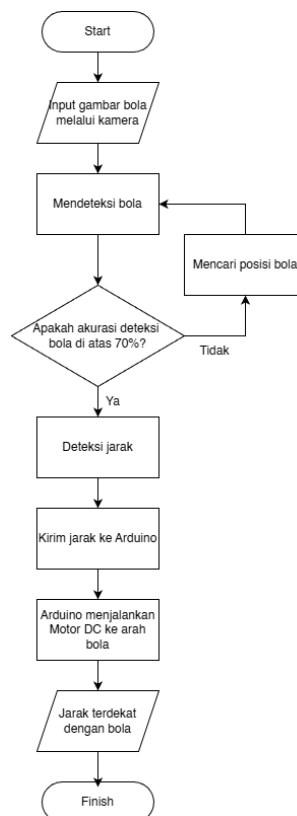 Start
Input gambar bola
melalui kamera
Mendeteksi bola
Mencari posisi bola
Apakah akurasi deteksi
bola di atas 70%?
Tidak
Ya
Deteksi jarak
Kirim jarak ke Arduino
Arduino menjalankan
Motor DC ke arah
bola
Jarak terdekat
dengan bola
Finish